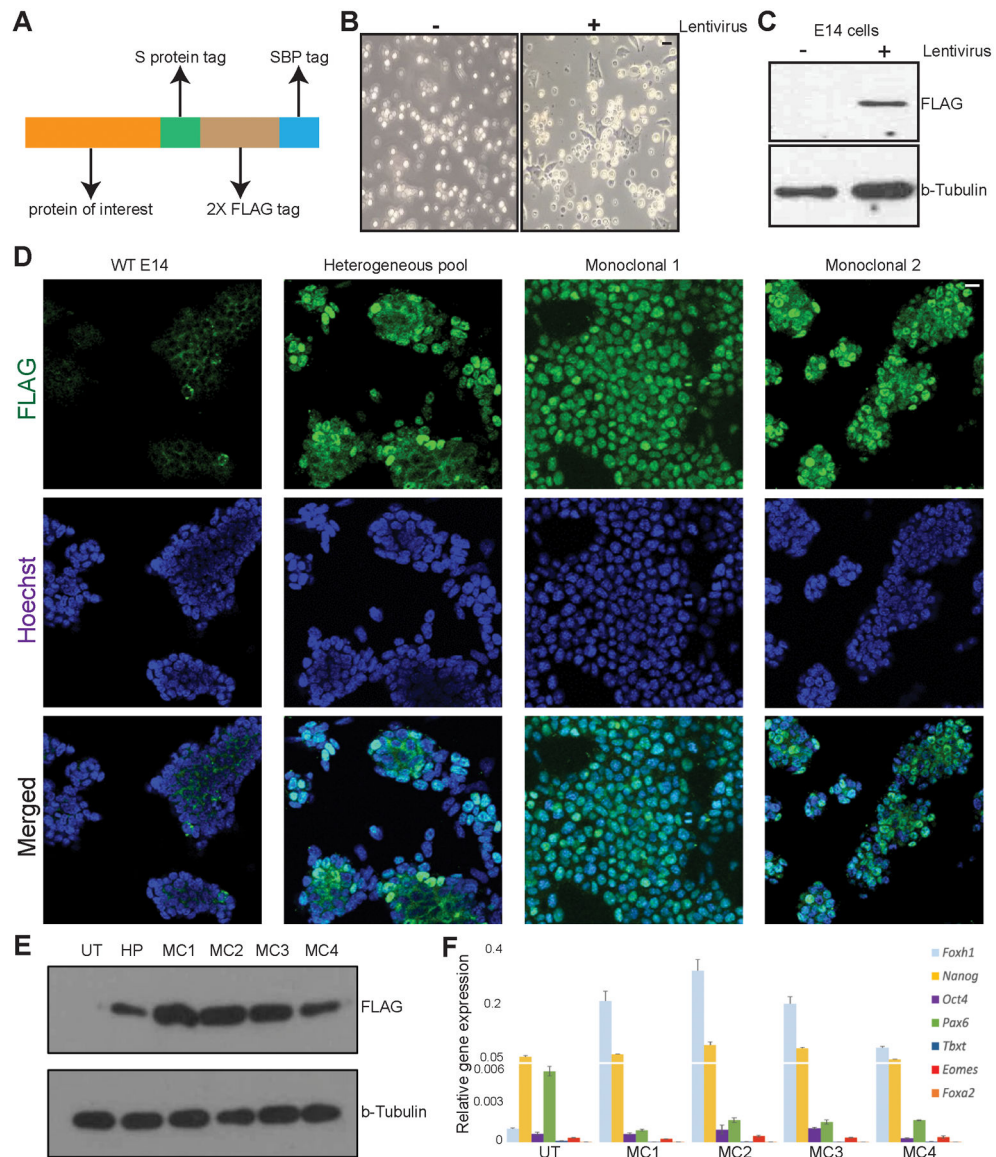 A
S protein tag
SBP tag
protein of interest
2X FLAG tag
B
- + Lentivirus
C
E14 cells
- + Lentivirus
FLAG
b-Tubulin
D
WT E14
Heterogeneous pool
Monoclonal 1
Monoclonal 2
FLAG
Hoechst
Merged
E
UT HP MC1 MC2 MC3 MC4
FLAG
b-Tubulin
F
Relative gene expression
0.4
0.2
0.05
0.006
0.003
0
UT MC1 MC2 MC3 MC4
Foxh1
Nanog
Oct4
Pax6
Tbxt
Eomes
Foxa2